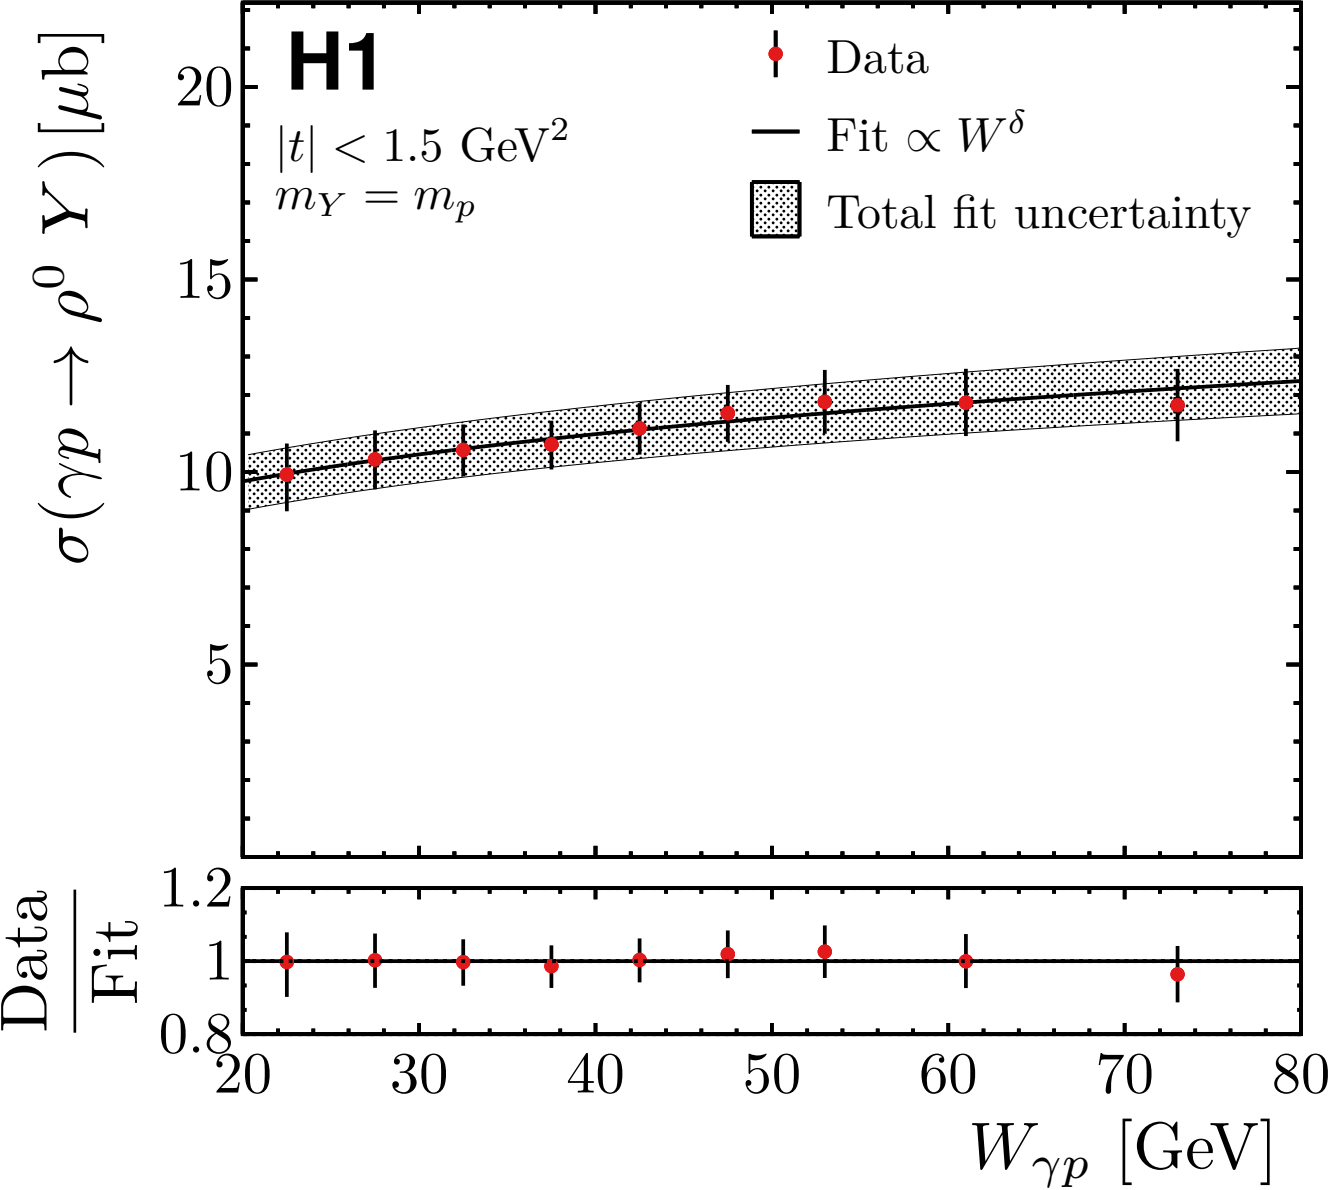 H1
|t| < 1.5 GeV²
m_Y = m_p
Data
Fit ∝ W^δ
Total fit uncertainty
σ(γp → ρ⁰ Y) [μb]
20
15
10
5
Data
Fit
1.2
1
0.8
20 30 40 50 60 70 80
W_γp [GeV]